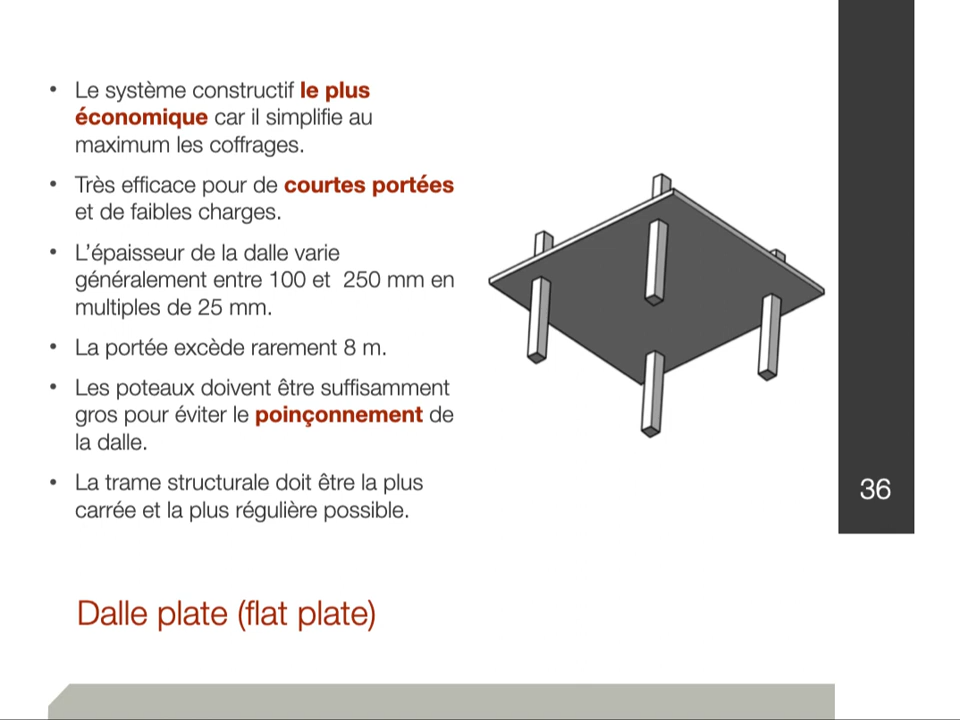 • Le système constructif le plus
économique car il simplifie au
maximum les coffrages.
• Très efficace pour de courtes portées
et de faibles charges.
• L’épaisseur de la dalle varie
généralement entre 100 et  250 mm en
multiples de 25 mm.
• La portée excède rarement 8 m.
• Les poteaux doivent être suffisamment
gros pour éviter le poinçonnement de
la dalle.
• La trame structurale doit être la plus
carrée et la plus régulière possible.
36
Dalle plate (flat plate)